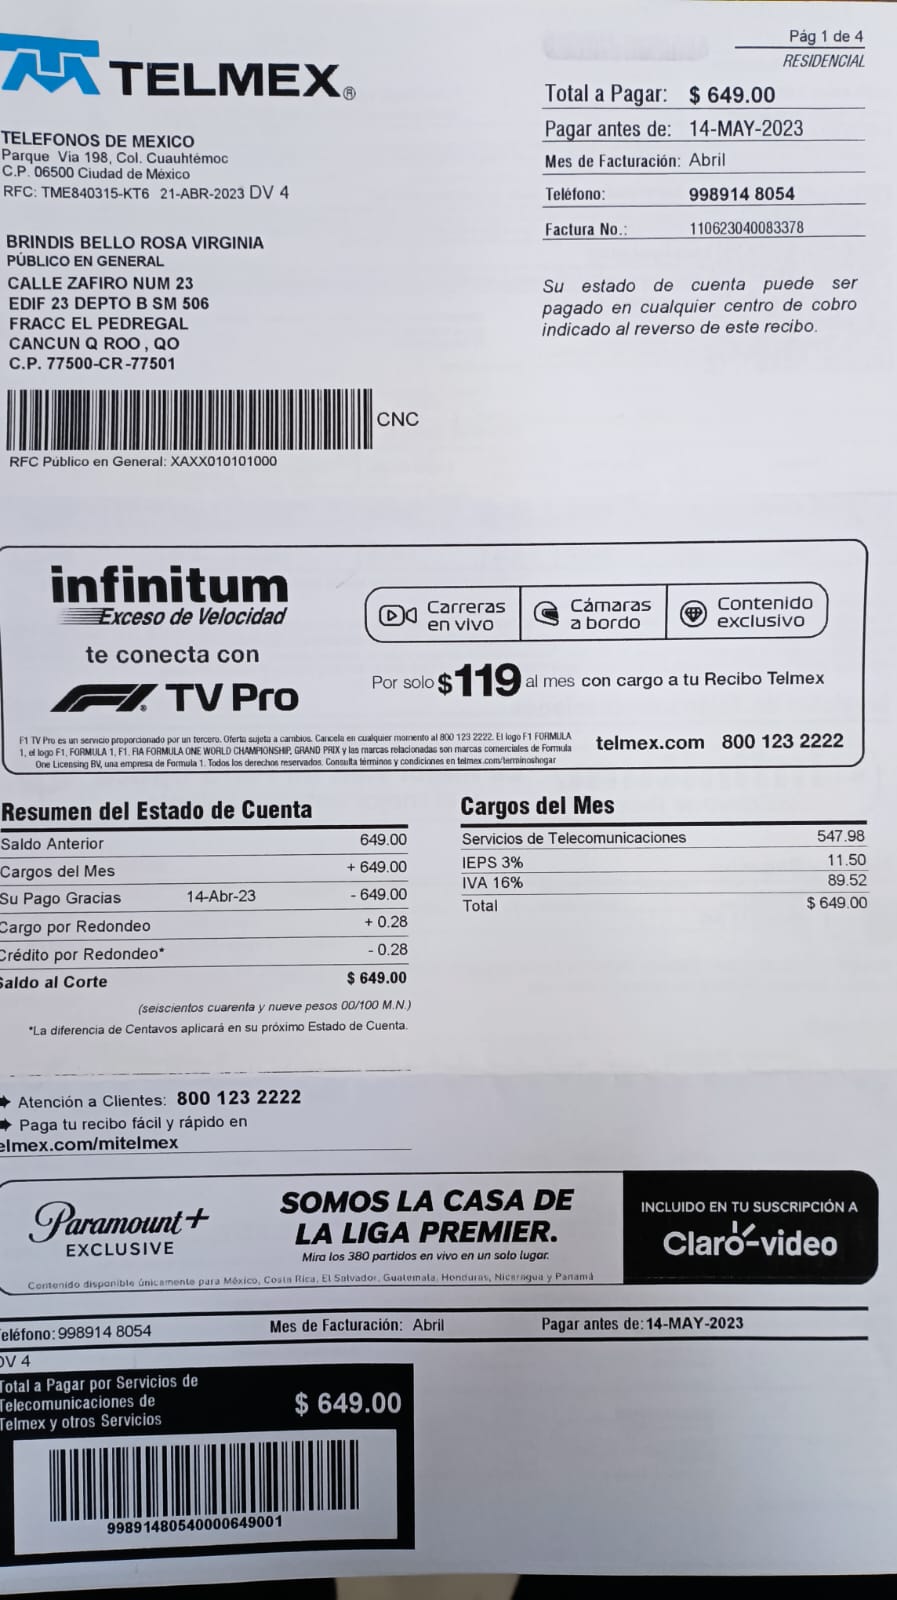 TELMEX®
Pág 1 de 4
RESIDENCIAL
Total a Pagar: $ 649.00
Pagar antes de: 14-MAY-2023
Mes de Facturación: Abril
Teléfono: 998914 8054
Factura No.: 110623040083378
Su estado de cuenta puede ser
pagado en cualquier centro de cobro
indicado al reverso de este recibo.
TELEFONOS DE MEXICO
Parque Via 198, Col. Cuauhtémoc
C.P. 06500 Ciudad de México
RFC: TME840315-KT6 21-ABR-2023 DV 4
BRINDIS BELLO ROSA VIRGINIA
PÚBLICO EN GENERAL
CALLE ZAFIRO NUM 23
EDIF 23 DEPTO B SM 506
FRACC EL PEDREGAL
CANCUN Q ROO , QO
C.P. 77500-CR-77501
CNC
RFC Público en General: XAXX010101000
infinitum
Exceso de Velocidad
te conecta con
F1® TV Pro
Carreras en vivo
Cámaras a bordo
Contenido exclusivo
Por solo $119 al mes con cargo a tu Recibo Telmex
F1 TV Pro es un servicio proporcionado por un tercero. Oferta sujeta a cambios. Cancela en cualquier momento al 800 123 2222. El logo F1 FORMULA
1, el logo F1, FORMULA 1, F1, FIA FORMULA ONE WORLD CHAMPIONSHIP, GRAND PRIX y las marcas relacionadas son marcas comerciales de Formula
One Licensing BV, una empresa de Formula 1. Todos los derechos reservados. Consulta términos y condiciones en telmex.com/terminoshogar
telmex.com 800 123 2222
Resumen del Estado de Cuenta
Saldo Anterior 649.00
Cargos del Mes + 649.00
Su Pago Gracias 14-Abr-23 - 649.00
Cargo por Redondeo + 0.28
Crédito por Redondeo* - 0.28
Saldo al Corte $ 649.00
(seiscientos cuarenta y nueve pesos 00/100 M.N.)
*La diferencia de Centavos aplicará en su próximo Estado de Cuenta.
Cargos del Mes
Servicios de Telecomunicaciones 547.98
IEPS 3% 11.50
IVA 16% 89.52
Total $ 649.00
Atención a Clientes: 800 123 2222
Paga tu recibo fácil y rápido en
elmex.com/mitelmex
Paramount+
EXCLUSIVE
SOMOS LA CASA DE
LA LIGA PREMIER.
Mira los 380 partidos en vivo en un solo lugar.
Contenido disponible únicamente para México, Costa Rica, El Salvador, Guatemala, Honduras, Nicaragua y Panamá
INCLUIDO EN TU SUSCRIPCIÓN A
Claro-video
eléfono: 998914 8054 Mes de Facturación: Abril Pagar antes de: 14-MAY-2023
DV 4
Total a Pagar por Servicios de
Telecomunicaciones de
Telmex y otros Servicios
$ 649.00
99891480540000649001